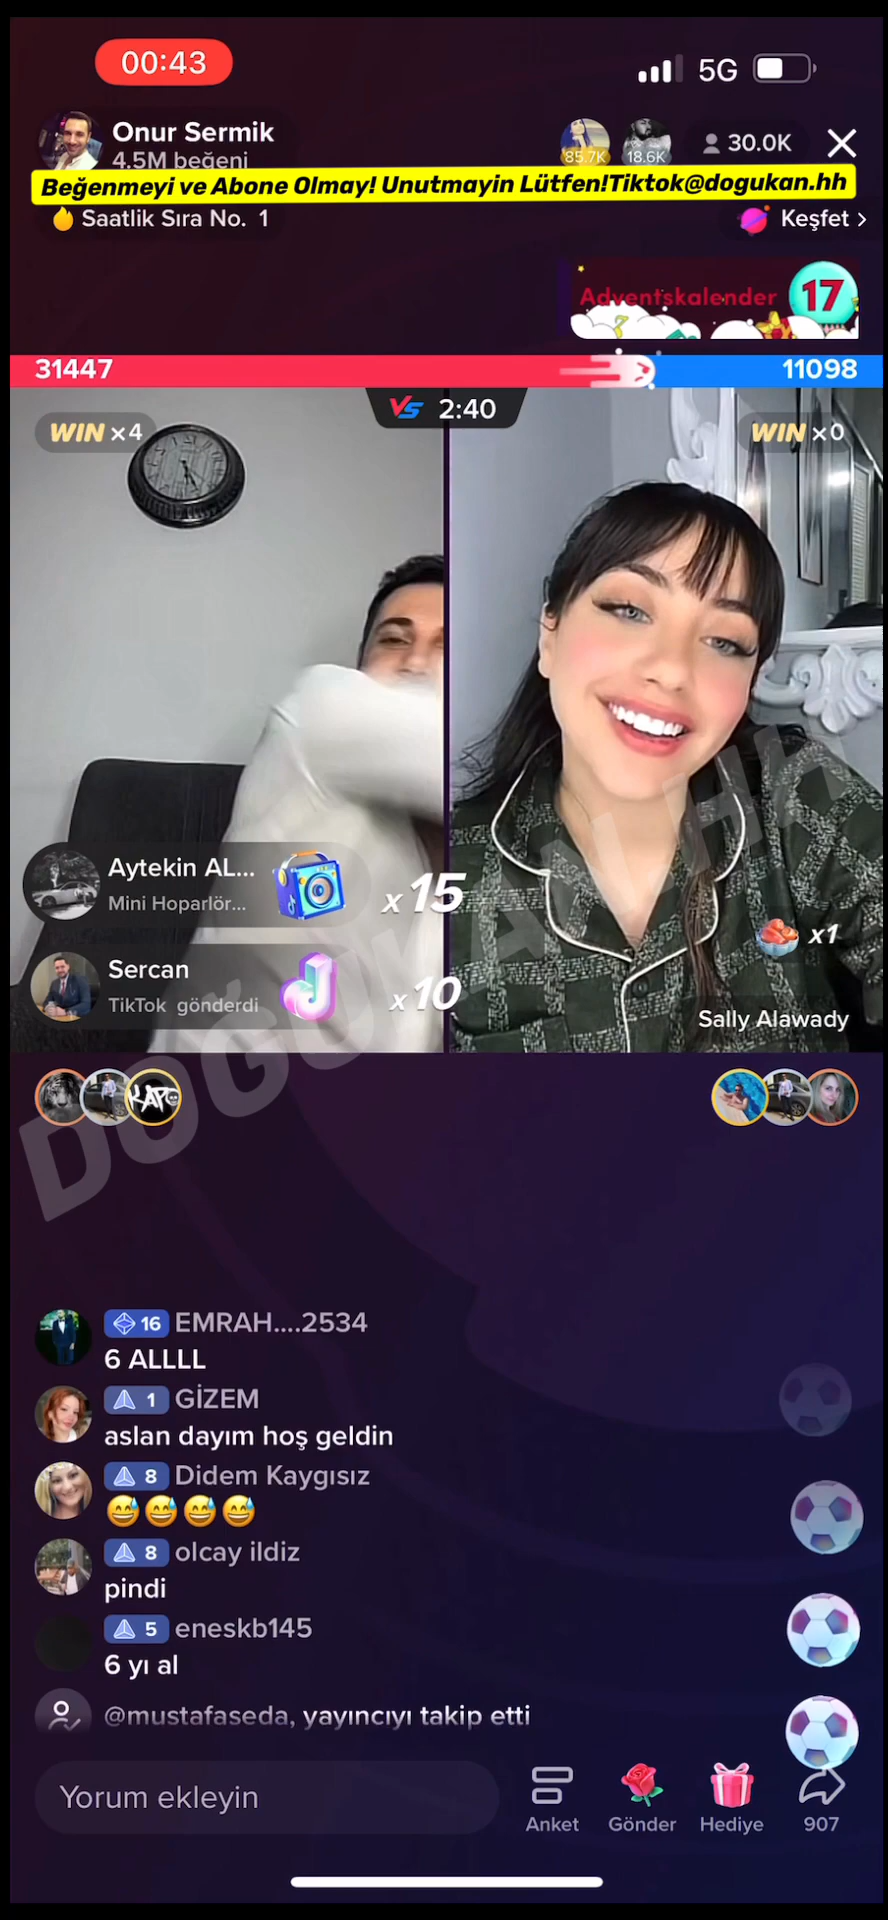 00:43
5G
Onur Sermik
4.5M beğeni
85.7K
18.6K
30.0K
Beğenmeyi ve Abone Olmay! Unutmayin Lütfen!Tiktok@dogukan.hh
Saatlik Sıra No. 1
Keşfet >
Adventskalender 17
31447
11098
VS 2:40
WIN x4
WIN x0
Aytekin AL...
Mini Hoparlör...
x15
Sercan
TikTok gönderdi
x10
x1
Sally Alawady
DOGUKAN.HH
KAPO
16 EMRAH....2534
6 ALLLL
1 GİZEM
aslan dayım hoş geldin
8 Didem Kaygısız
8 olcay ildiz
pindi
5 eneskb145
6 yı al
@mustafaseda, yayıncıyı takip etti
Yorum ekleyin
Anket
Gönder
Hediye
907